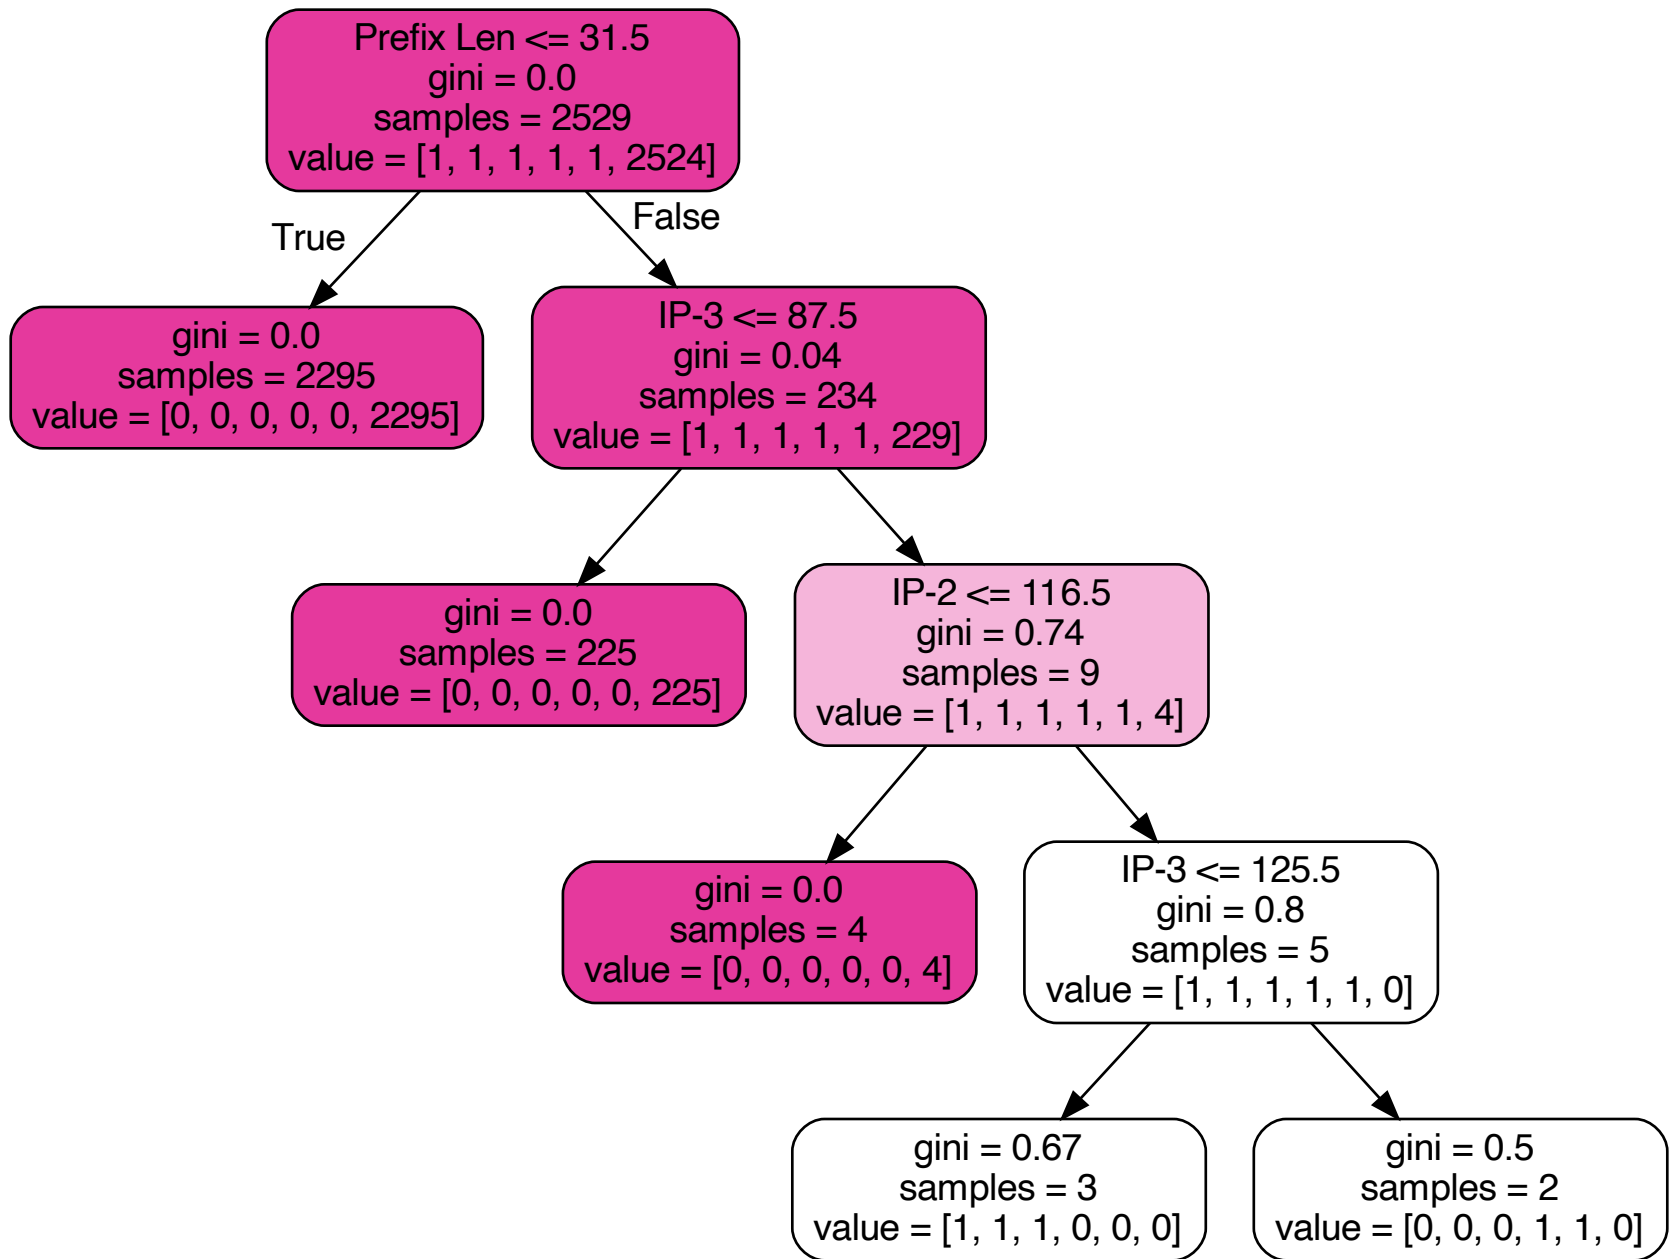 Prefix Len <= 31.5
gini = 0.0
samples = 2529
value = [1, 1, 1, 1, 1, 2524]
True
False
gini = 0.0
samples = 2295
value = [0, 0, 0, 0, 0, 2295]
IP-3 <= 87.5
gini = 0.04
samples = 234
value = [1, 1, 1, 1, 1, 229]
gini = 0.0
samples = 225
value = [0, 0, 0, 0, 0, 225]
IP-2 <= 116.5
gini = 0.74
samples = 9
value = [1, 1, 1, 1, 1, 4]
gini = 0.0
samples = 4
value = [0, 0, 0, 0, 0, 4]
IP-3 <= 125.5
gini = 0.8
samples = 5
value = [1, 1, 1, 1, 1, 0]
gini = 0.67
samples = 3
value = [1, 1, 1, 0, 0, 0]
gini = 0.5
samples = 2
value = [0, 0, 0, 1, 1, 0]